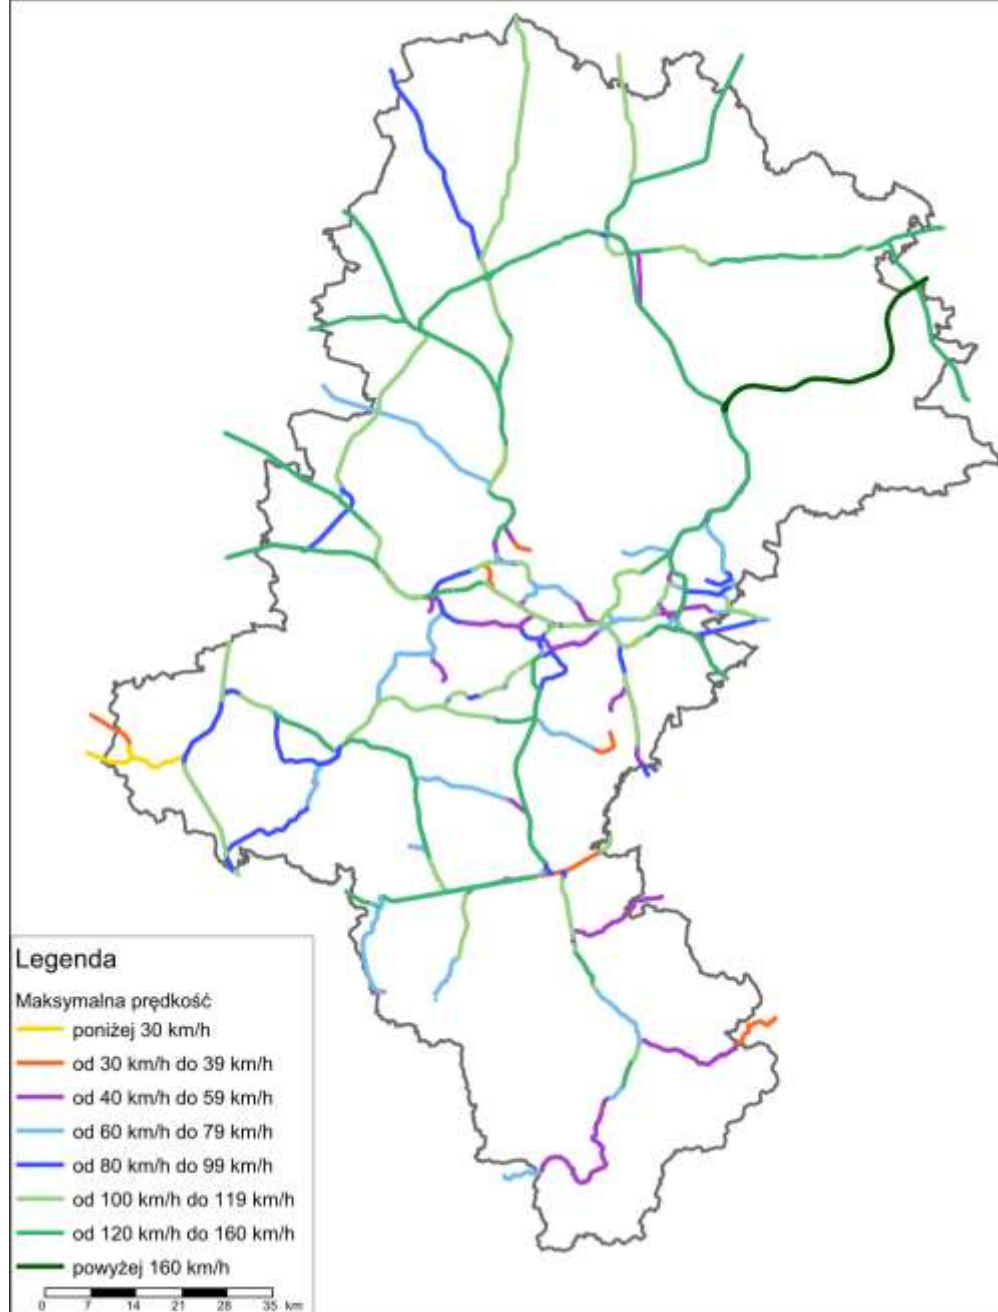 Legenda
Maksymalna prędkość
poniżej 30 km/h
od 30 km/h do 39 km/h
od 40 km/h do 59 km/h
od 60 km/h do 79 km/h
od 80 km/h do 99 km/h
od 100 km/h do 119 km/h
od 120 km/h do 160 km/h
powyżej 160 km/h
0 7 14 21 28 35 km